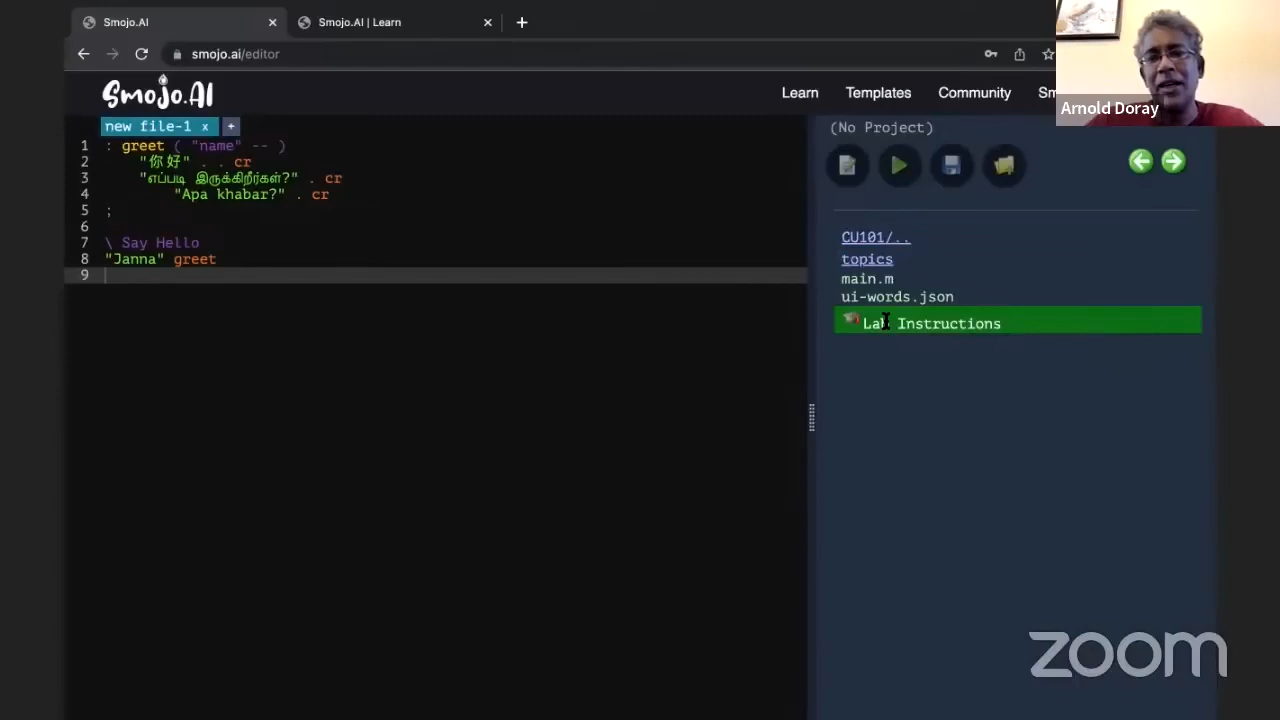 Smojo.AI
Smojo.AI | Learn
smojo.ai/editor
Smojo.AI
Learn
Templates
Community
Sm
Arnold Doray
new file-1 x +
(No Project)
1 : greet ( "name" -- )
2 "你好" . . cr
3 "எப்படி இருக்கிறீர்கள்?" . cr
4 "Apa khabar?" . cr
5 ;
6
7 \ Say Hello
8 "Janna" greet
9
CU101/..
topics
main.m
ui-words.json
Lab Instructions
zoom